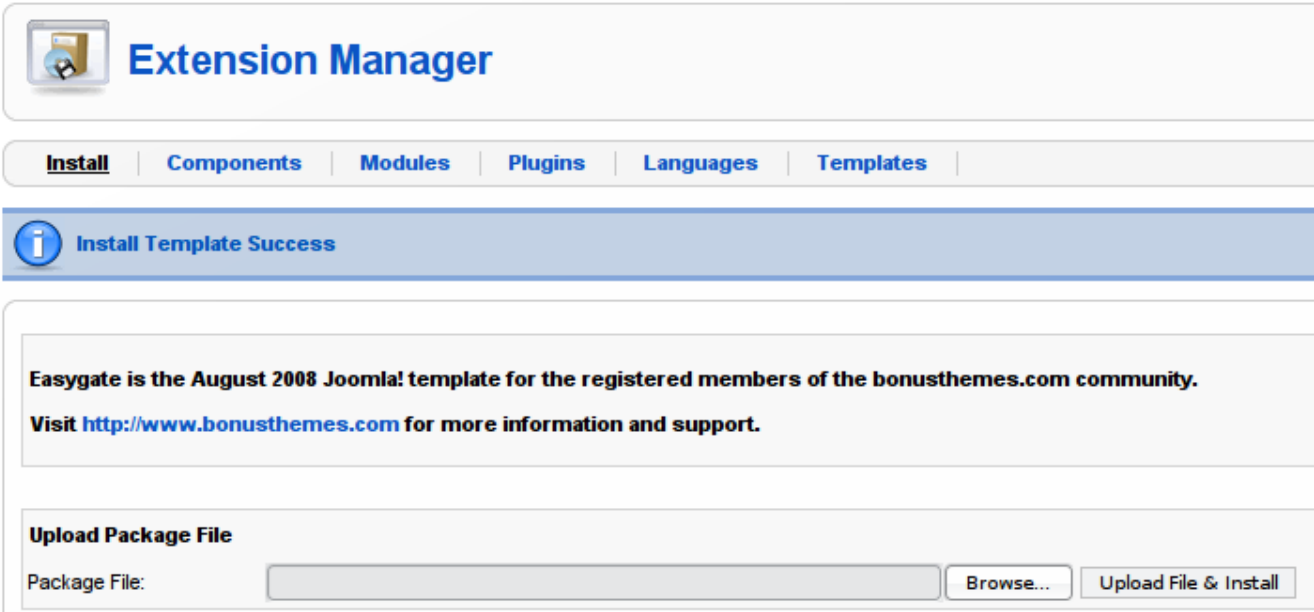 Extension Manager
Install Components Modules Plugins Languages Templates
Install Template Success
Easygate is the August 2008 Joomla! template for the registered members of the bonusthemes.com community.
Visit http://www.bonusthemes.com for more information and support.
Upload Package File
Package File: Browse... Upload File & Install